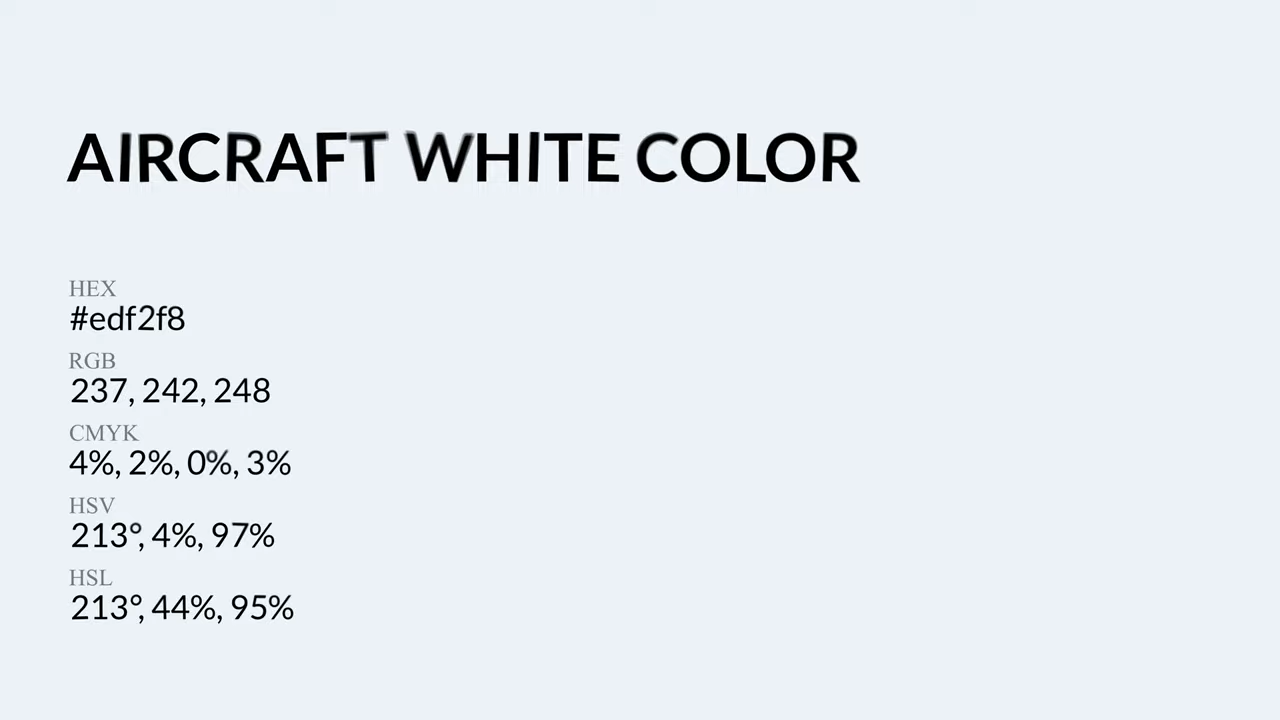 AIRCRAFT WHITE COLOR
HEX
#edf2f8
RGB
237, 242, 248
CMYK
4%, 2%, 0%, 3%
HSV
213°, 4%, 97%
HSL
213°, 44%, 95%